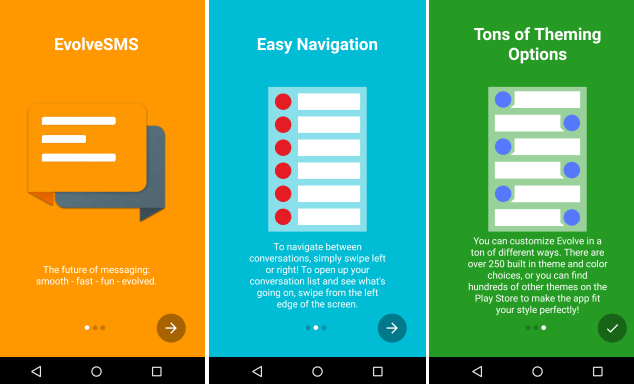 EvolveSMS
The future of messaging:
smooth - fast - fun - evolved.
Easy Navigation
To navigate between
conversations, simply swipe left
or right! To open up your
conversation list and see what's
going on, swipe from the left
edge of the screen.
Tons of Theming
Options
You can customize Evolve in a
ton of different ways. There are
over 250 built in theme and color
choices, or you can find
hundreds of other themes on the
Play Store to make the app fit
your style perfectly!